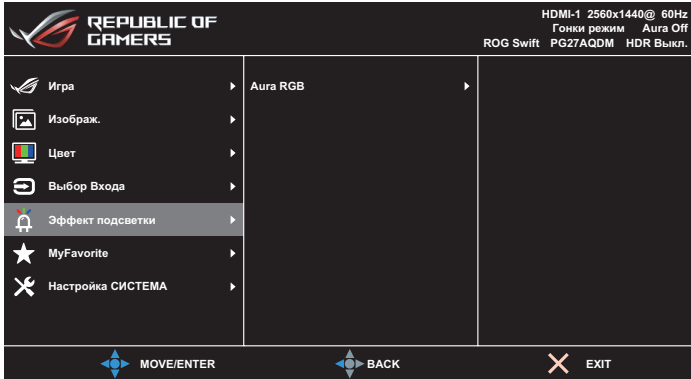 REPUBLIC OF
GAMERS
HDMI-1 2560x1440@ 60Hz
Гонки режим Aura Off
ROG Swift PG27AQDM HDR Выкл.
Игра
Aura RGB
Изображ.
Цвет
Выбор Входа
Эффект подсветки
MyFavorite
Настройка СИСТЕМА
MOVE/ENTER
BACK
EXIT